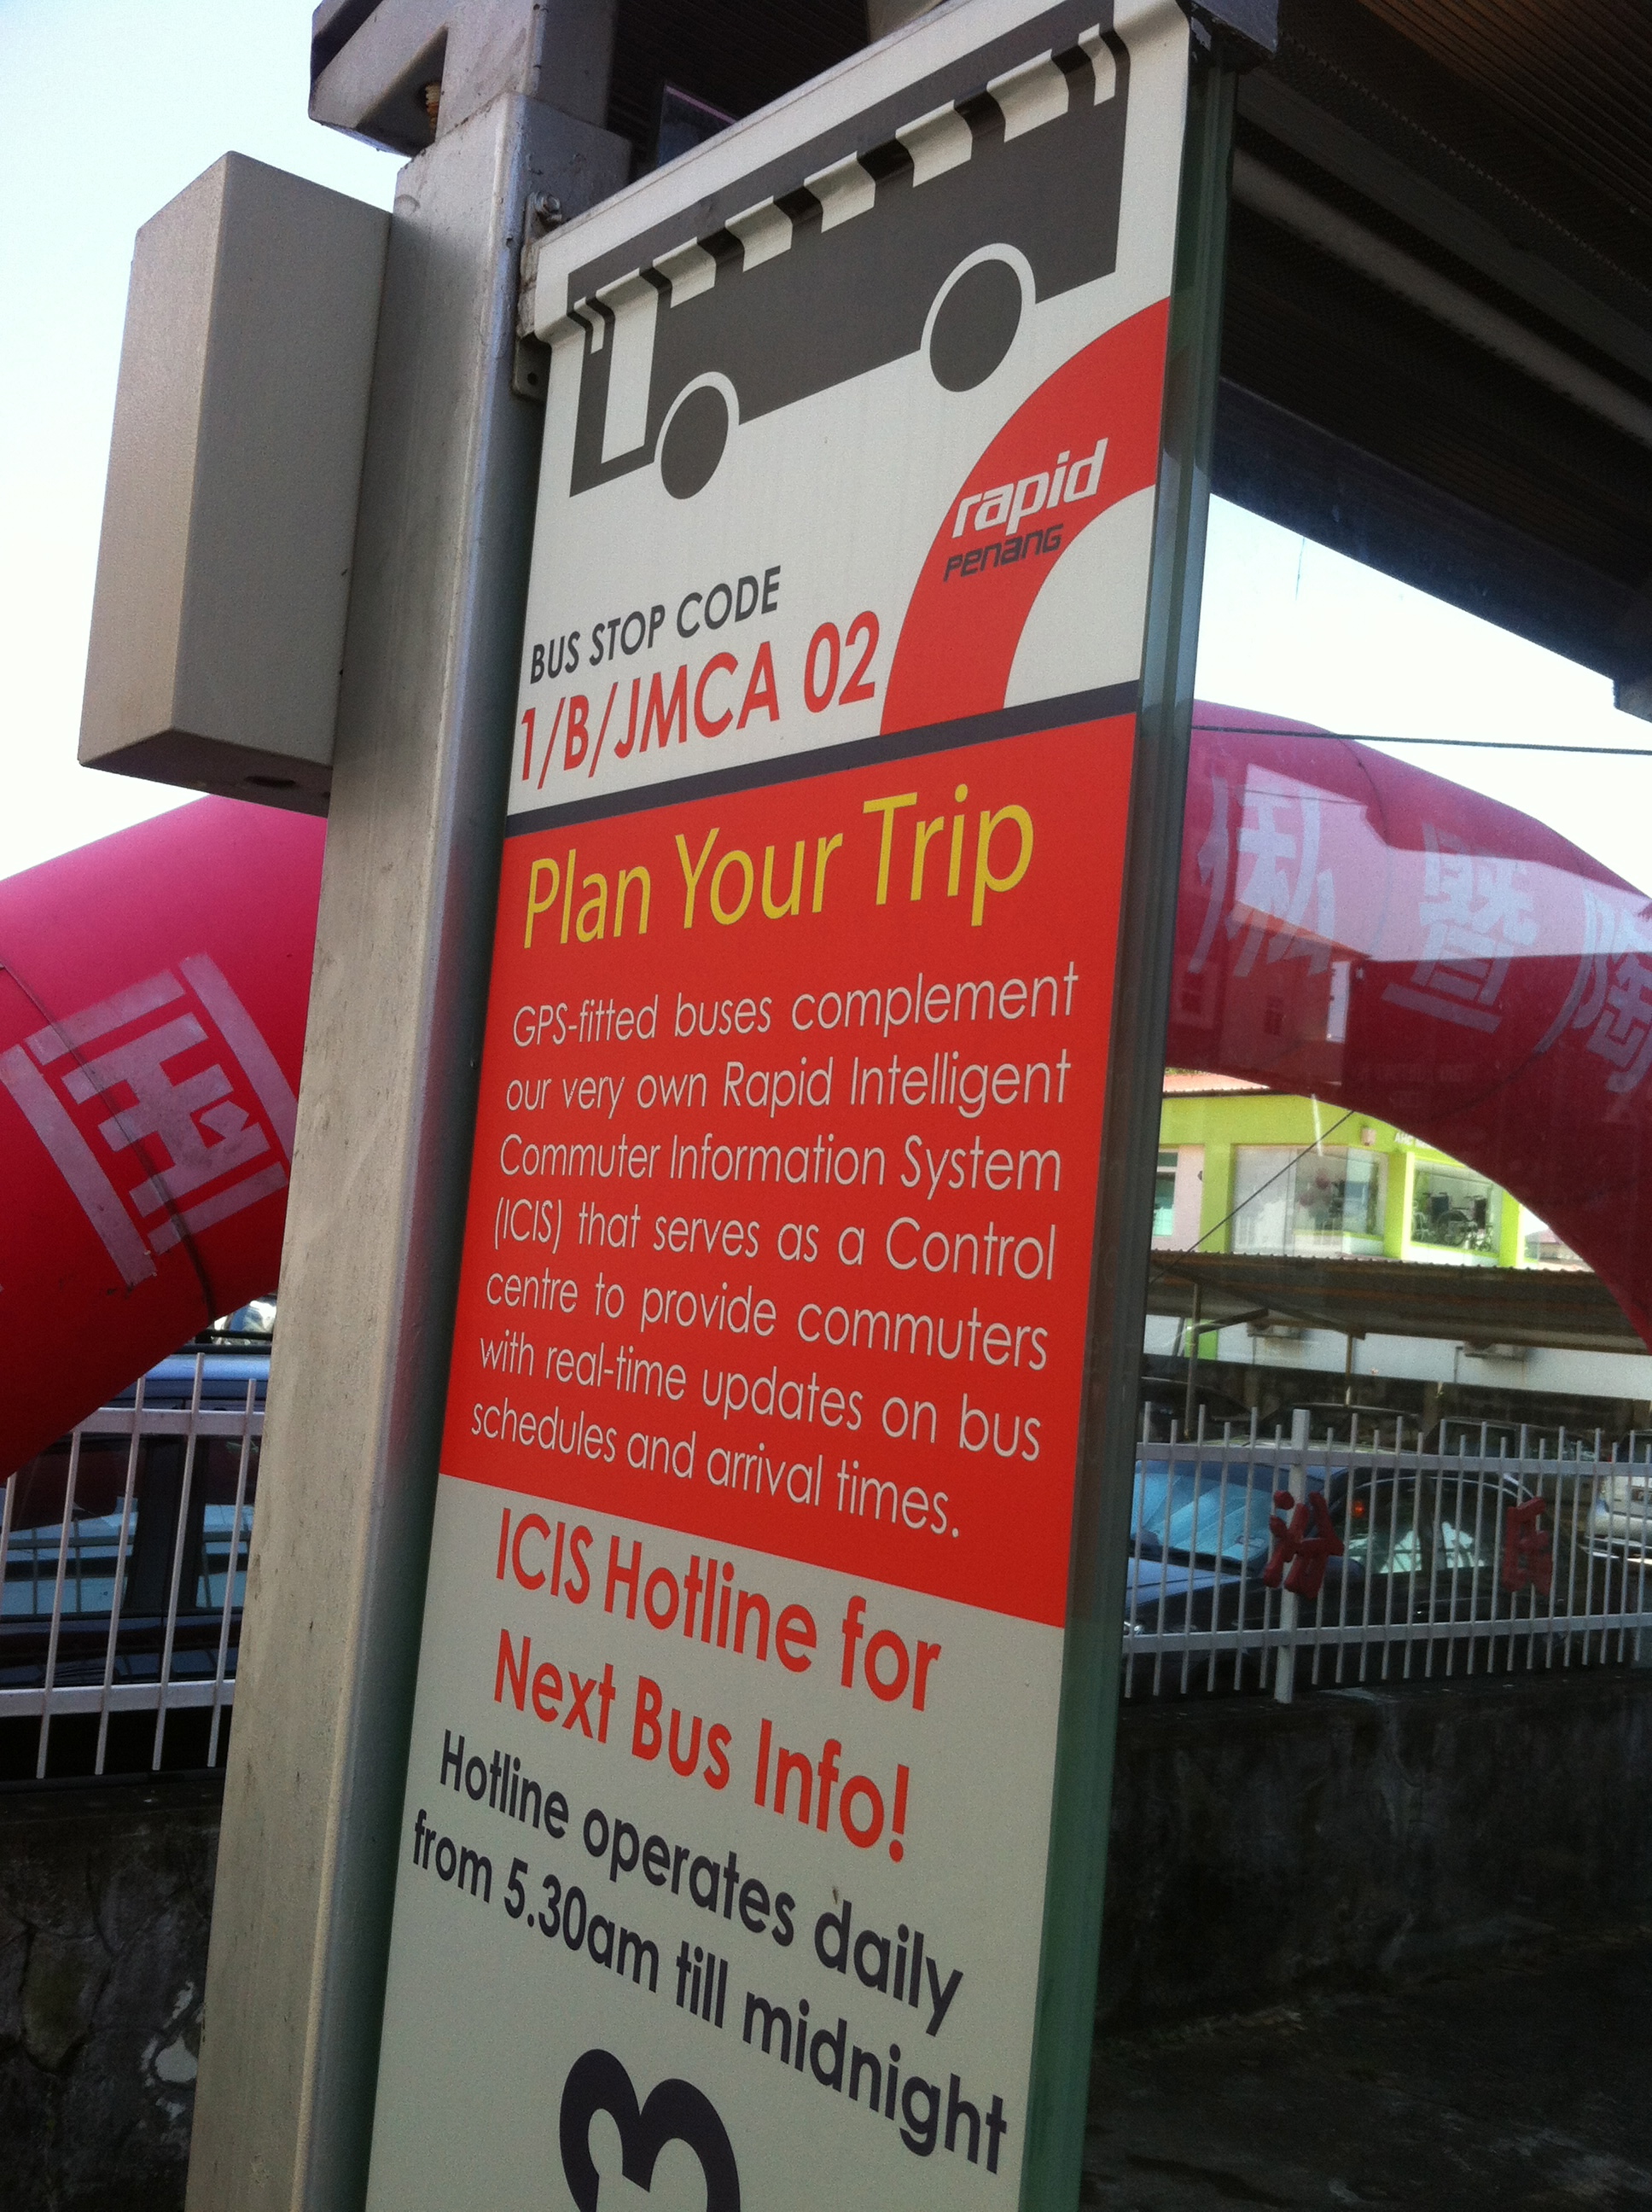 rapid
PENANG
BUS STOP CODE
1/B/JMCA 02
Plan Your Trip
GPS-fitted buses complement
our very own Rapid Intelligent
Commuter Information System
(ICIS) that serves as a Control
centre to provide commuters
with real-time updates on bus
schedules and arrival times.
ICIS Hotline for
Next Bus Info!
Hotline operates daily
from 5.30am till midnight
国
暨